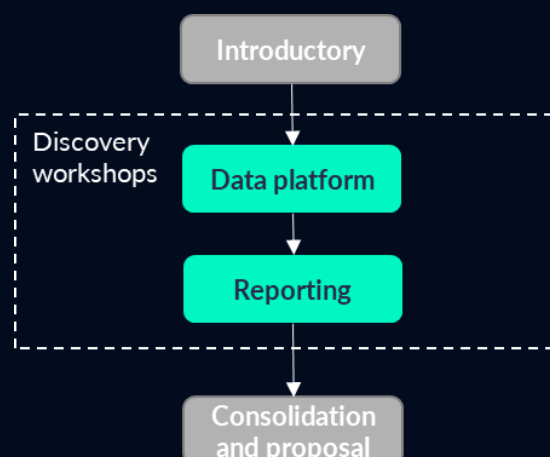 Introductory
Discovery
workshops
Data platform
Reporting
Consolidation
and proposal